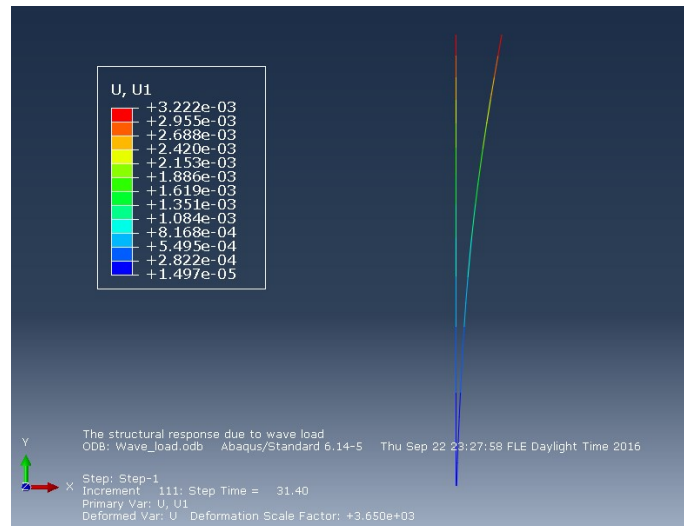 U, U1
+3.222e-03
+2.955e-03
+2.688e-03
+2.420e-03
+2.153e-03
+1.886e-03
+1.619e-03
+1.351e-03
+1.084e-03
+8.168e-04
+5.495e-04
+2.822e-04
+1.497e-05
The structural response due to wave load
ODB: Wave_load.odb Abaqus/Standard 6.14-5 Thu Sep 22 23:27:58 FLE Daylight Time 2016
Y
X
Step: Step-1
Increment 111: Step Time = 31.40
Primary Var: U, U1
Deformed Var: U Deformation Scale Factor: +3.650e+03